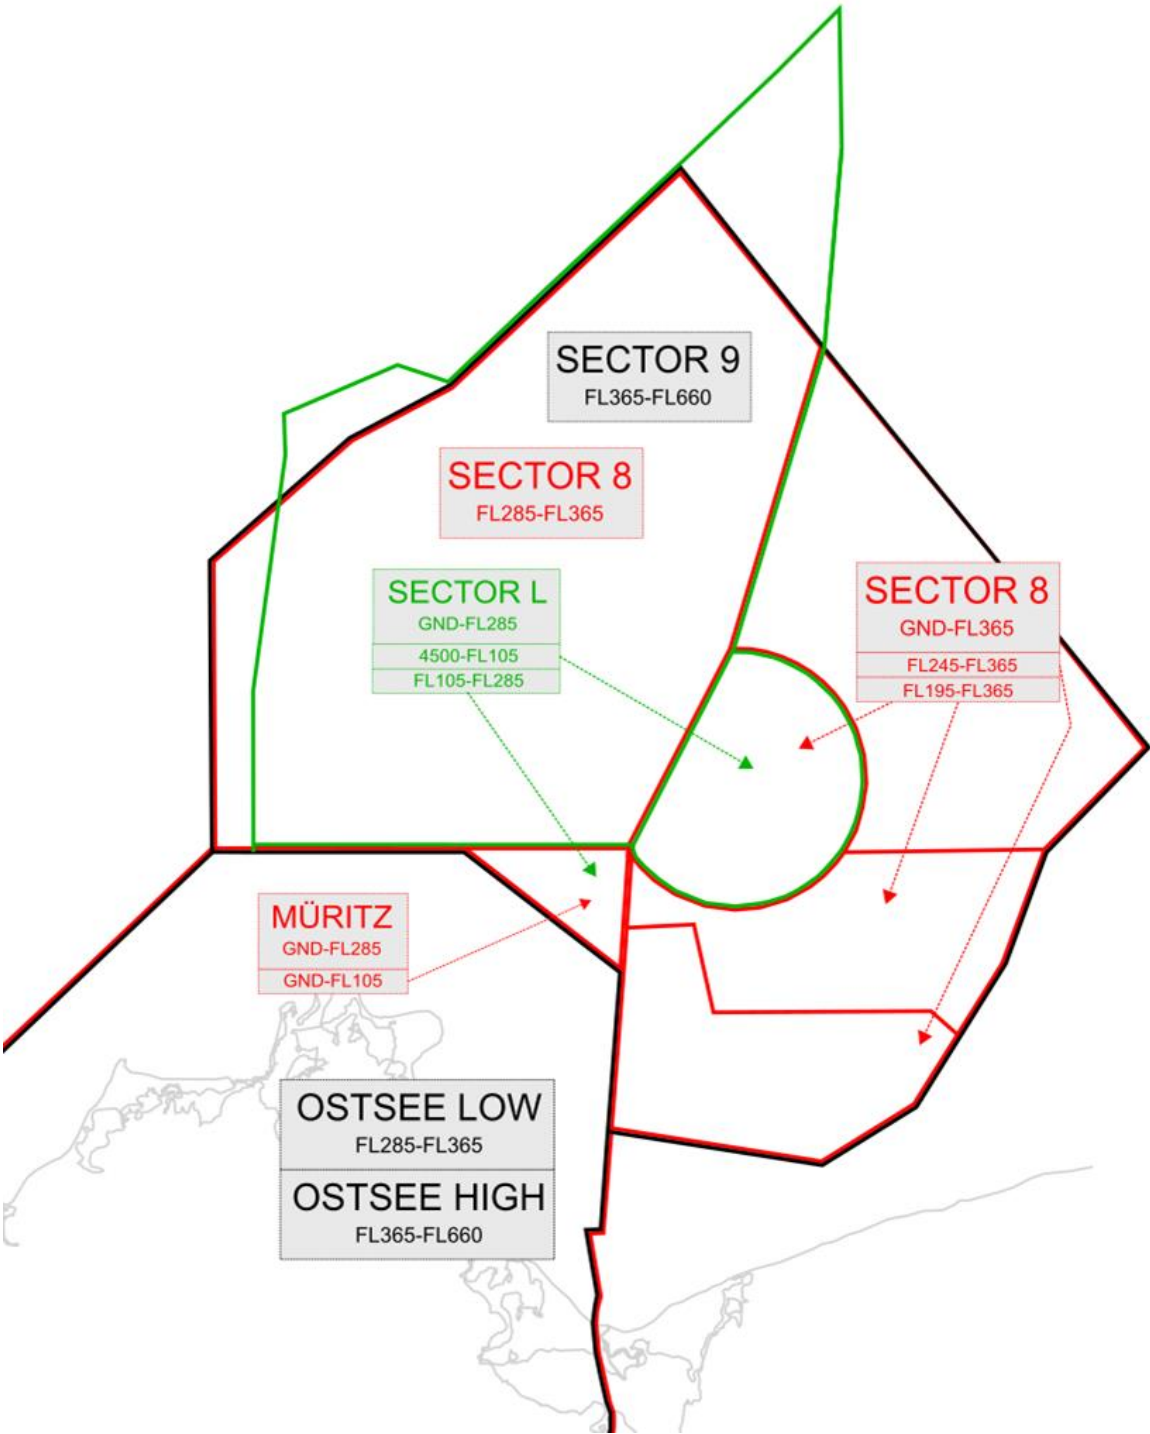 SECTOR 9
FL365-FL660
SECTOR 8
FL285-FL365
SECTOR L
GND-FL285
4500-FL105
FL105-FL285
SECTOR 8
GND-FL365
FL245-FL365
FL195-FL365
MÜRITZ
GND-FL285
GND-FL105
OSTSEE LOW
FL285-FL365
OSTSEE HIGH
FL365-FL660